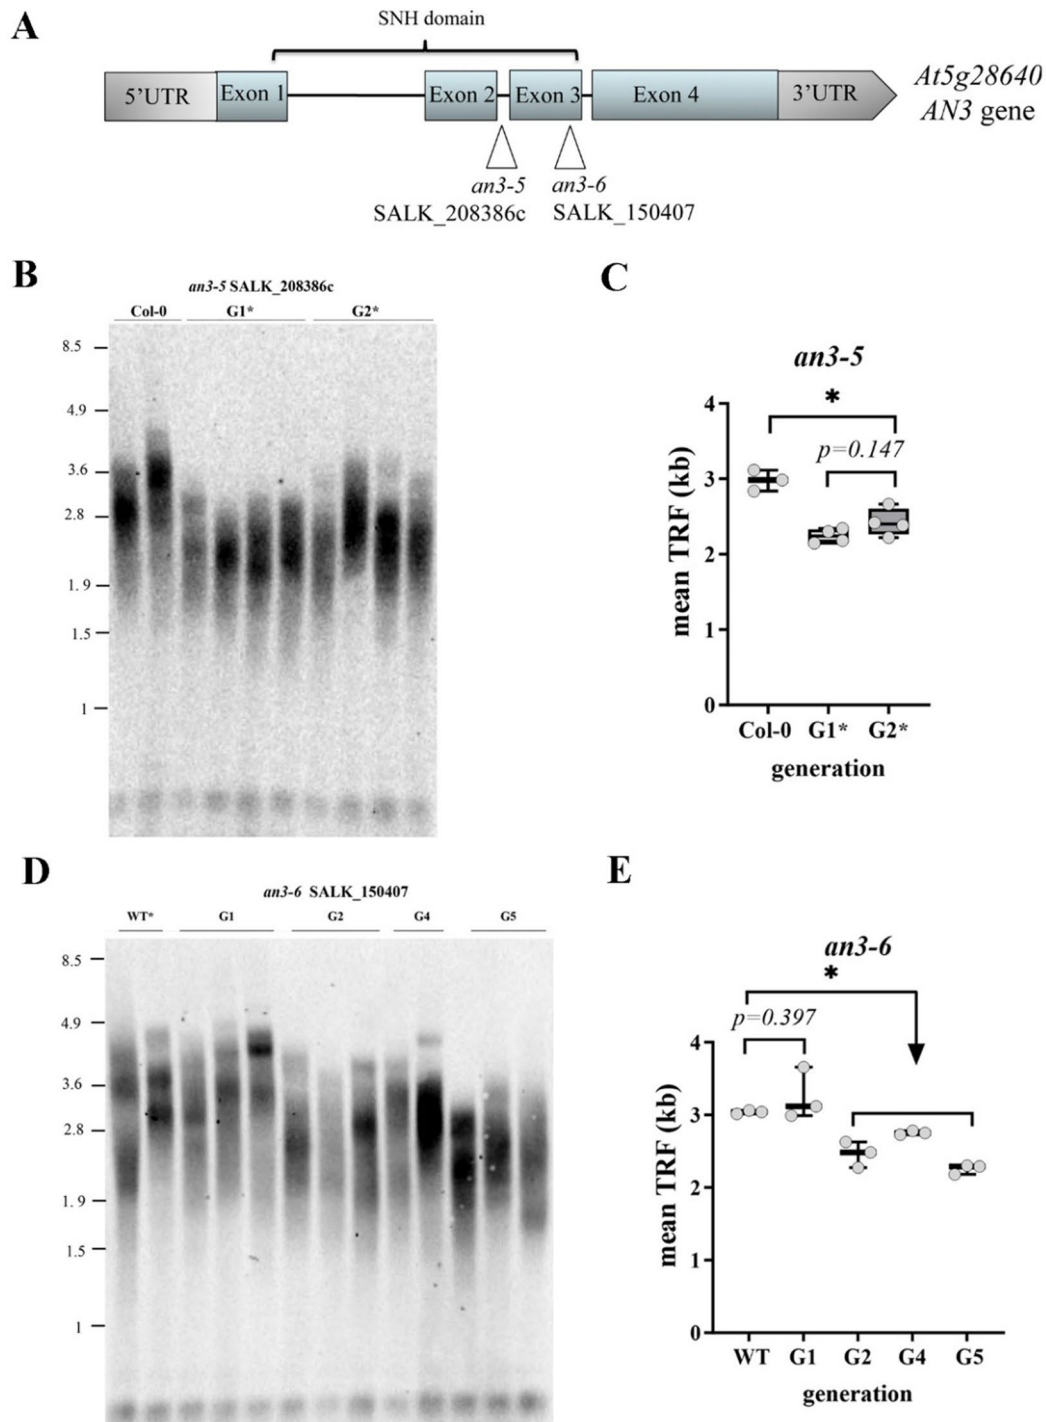 A
SNH domain
5’UTR Exon 1 Exon 2 Exon 3 Exon 4 3’UTR
At5g28640
AN3 gene
an3-5 an3-6
SALK_208386c SALK_150407
B
an3-5 SALK_208386c
Col-0 G1* G2*
8.5
4.9
3.6
2.8
1.9
1.5
1
C
an3-5
*
p=0.147
4
3
2
1
0
mean TRF (kb)
Col-0 G1* G2*
generation
D
an3-6 SALK_150407
WT* G1 G2 G4 G5
8.5
4.9
3.6
2.8
1.9
1.5
1
E
an3-6
*
p=0.397
4
3
2
1
0
mean TRF (kb)
WT G1 G2 G4 G5
generation